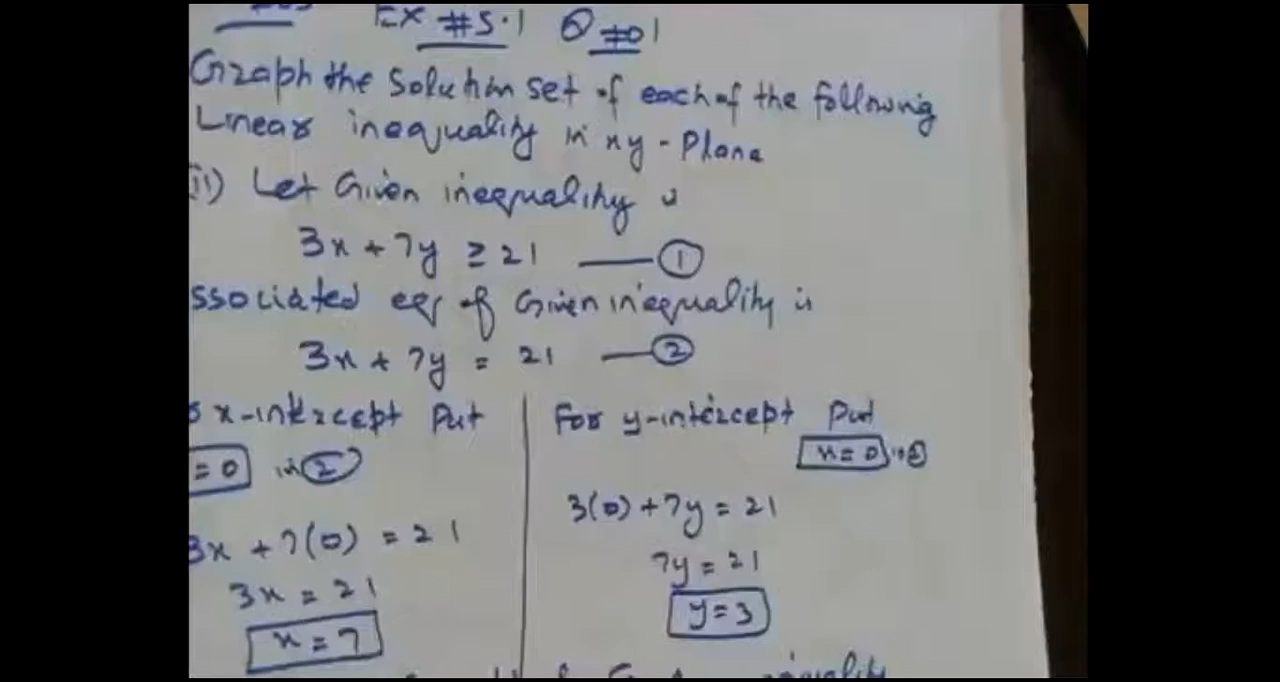 Ex #5.1 Q #01
Graph the solution set of each of the following
Linear inequality in xy-Plane
ii) Let Given inequality is
3x + 7y ≥ 21 —— ①
ssociated eq of Given inequality is
3x + 7y = 21 —— ②
x-intercept Put
= 0 in ②
3x + 7(0) = 21
3x = 21
x = 7
For y-intercept Put
x = 0 in ②
3(0) + 7y = 21
7y = 21
y = 3
inequality